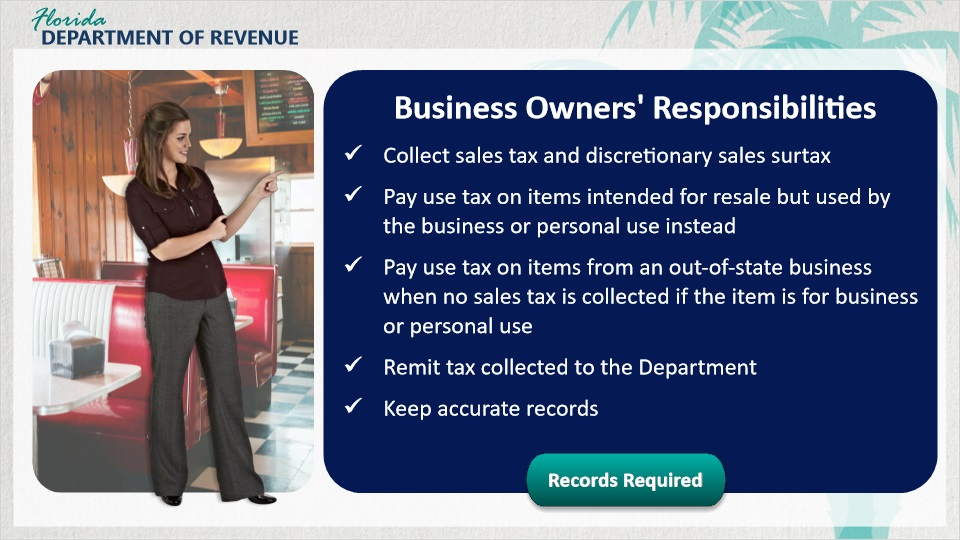 Florida
DEPARTMENT OF REVENUE
Business Owners' Responsibilities
✓ Collect sales tax and discretionary sales surtax
✓ Pay use tax on items intended for resale but used by
the business or personal use instead
✓ Pay use tax on items from an out-of-state business
when no sales tax is collected if the item is for business
or personal use
✓ Remit tax collected to the Department
✓ Keep accurate records
Records Required